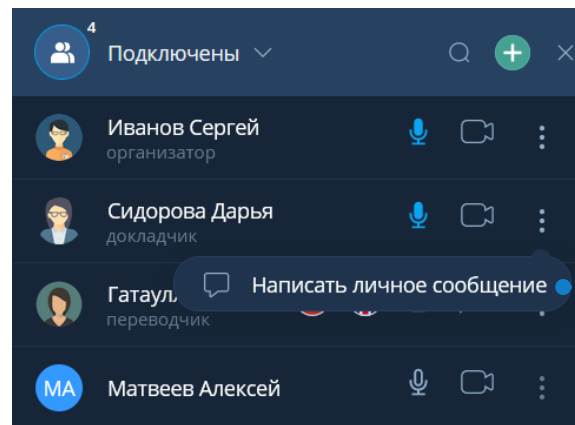 4
Подключены
Иванов Сергей
организатор
Сидорова Дарья
докладчик
Написать личное сообщение
переводчик
МА
Матвеев Алексей